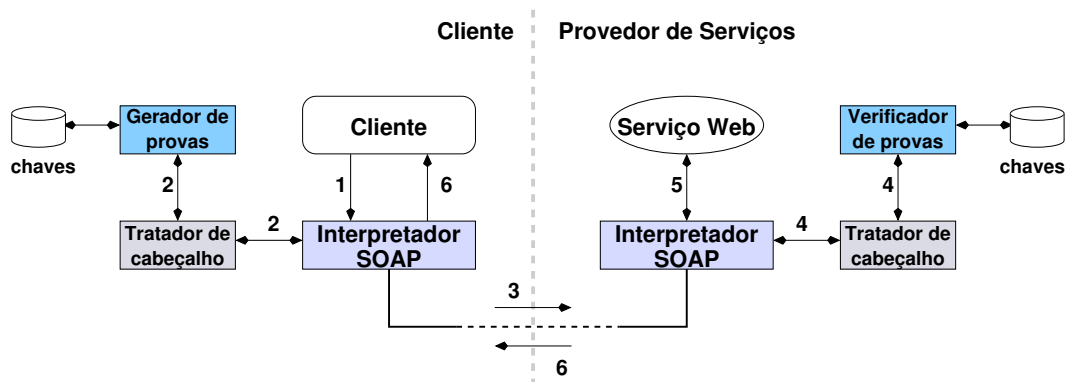 Cliente
Provedor de Serviços
Gerador de
provas
chaves
Cliente
Serviço Web
Verificador
de provas
chaves
2
1
6
5
4
Tratador de
cabeçalho
2
Interpretador
SOAP
Interpretador
SOAP
4
Tratador de
cabeçalho
3
6